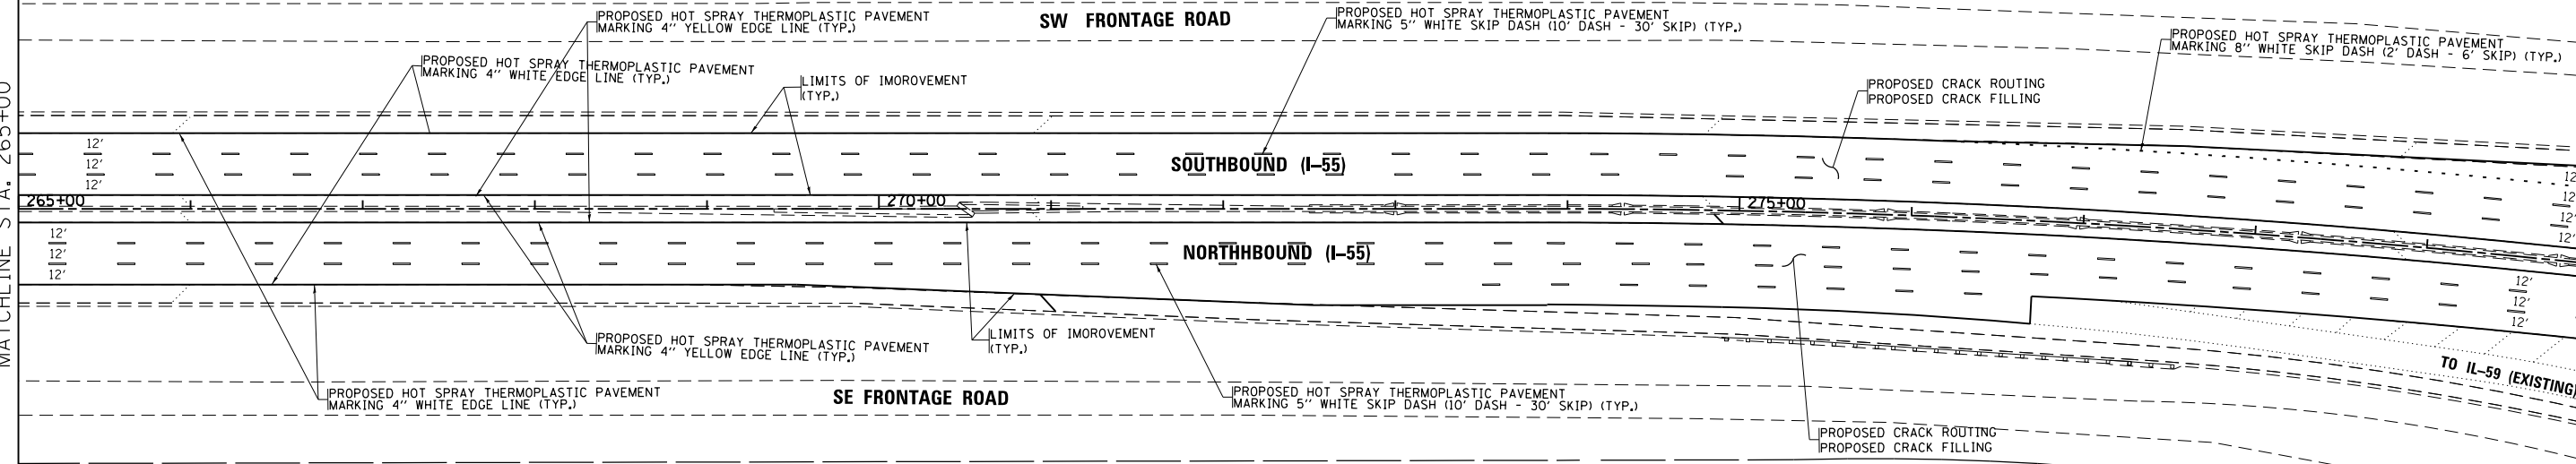 MATCHLINE STA. 265+00
PROPOSED HOT SPRAY THERMOPLASTIC PAVEMENT
MARKING 4" YELLOW EDGE LINE (TYP.)
SW FRONTAGE ROAD
PROPOSED HOT SPRAY THERMOPLASTIC PAVEMENT
MARKING 5" WHITE SKIP DASH (10' DASH - 30' SKIP) (TYP.)
PROPOSED HOT SPRAY THERMOPLASTIC PAVEMENT
MARKING 8" WHITE SKIP DASH (2' DASH - 6' SKIP) (TYP.)
PROPOSED HOT SPRAY THERMOPLASTIC PAVEMENT
MARKING 4" WHITE EDGE LINE (TYP.)
LIMITS OF IMOROVEMENT
(TYP.)
PROPOSED CRACK ROUTING
PROPOSED CRACK FILLING
12'
12'
12'
SOUTHBOUND (I-55)
12'
12'
12'
12'
265+00
270+00
275+00
12'
12'
12'
NORTHHBOUND (I-55)
12'
12'
12'
PROPOSED HOT SPRAY THERMOPLASTIC PAVEMENT
MARKING 4" YELLOW EDGE LINE (TYP.)
LIMITS OF IMOROVEMENT
(TYP.)
TO IL-59 (EXISTING)
PROPOSED HOT SPRAY THERMOPLASTIC PAVEMENT
MARKING 4" WHITE EDGE LINE (TYP.)
SE FRONTAGE ROAD
PROPOSED HOT SPRAY THERMOPLASTIC PAVEMENT
MARKING 5" WHITE SKIP DASH (10' DASH - 30' SKIP) (TYP.)
PROPOSED CRACK ROUTING
PROPOSED CRACK FILLING